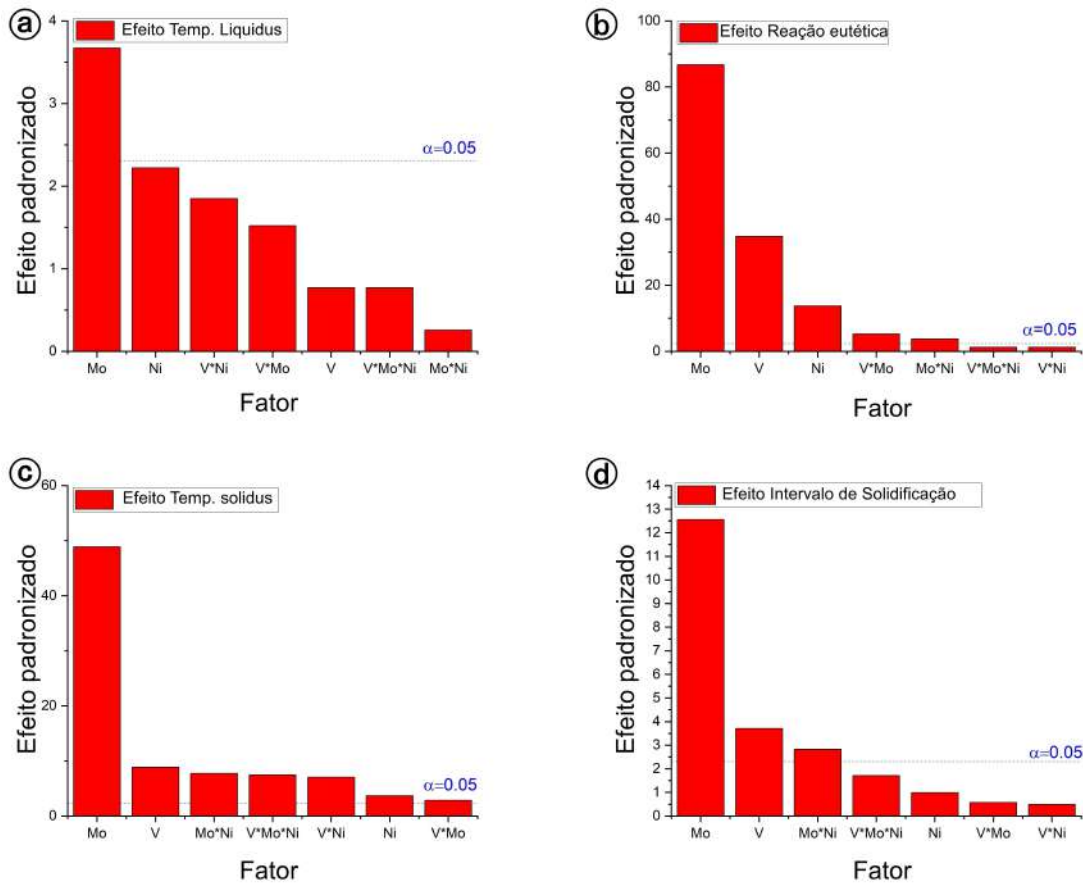 a
Efeito Temp. Liquidus
4
3
2
1
0
α=0.05
Efeito padronizado
Mo Ni V*Ni V*Mo V V*Mo*Ni Mo*Ni
Fator
b
Efeito Reação eutética
100
80
60
40
20
0
α=0.05
Efeito padronizado
Mo V Ni V*Mo Mo*Ni V*Mo*Ni V*Ni
Fator
c
Efeito Temp. solidus
60
40
20
0
α=0.05
Efeito padronizado
Mo V Mo*Ni V*Mo*Ni V*Ni Ni V*Mo
Fator
d
Efeito Intervalo de Solidificação
14
13
12
11
10
9
8
7
6
5
4
3
2
1
0
α=0.05
Efeito padronizado
Mo V Mo*Ni V*Mo*Ni Ni V*Mo V*Ni
Fator